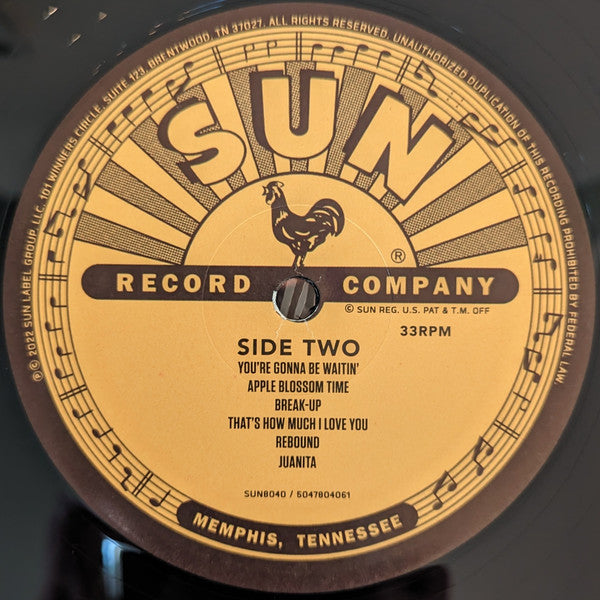 ℗ © 2022 SUN LABEL GROUP, LLC. 101 WINNERS CIRCLE, SUITE 123, BRENTWOOD, TN 37027. ALL RIGHTS RESERVED. UNAUTHORIZED DUPLICATION OF THIS RECORDING PROHIBITED BY FEDERAL LAW.
SUN
®
RECORD COMPANY
© SUN REG. U.S. PAT & T.M. OFF
33RPM
SIDE TWO
YOU'RE GONNA BE WAITIN'
APPLE BLOSSOM TIME
BREAK-UP
THAT'S HOW MUCH I LOVE YOU
REBOUND
JUANITA
SUN8040 / 5047804061
MEMPHIS, TENNESSEE